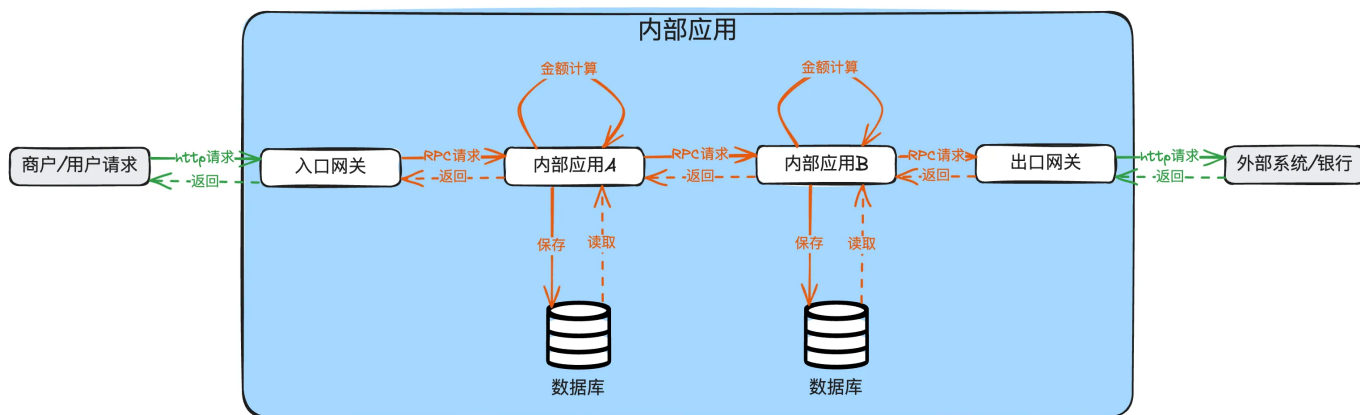 内部应用
金额计算
金额计算
商户/用户请求
http请求
返回
入口网关
RPC请求
返回
内部应用A
RPC请求
返回
内部应用B
RPC请求
返回
出口网关
http请求
返回
外部系统/银行
保存
读取
保存
读取
数据库
数据库